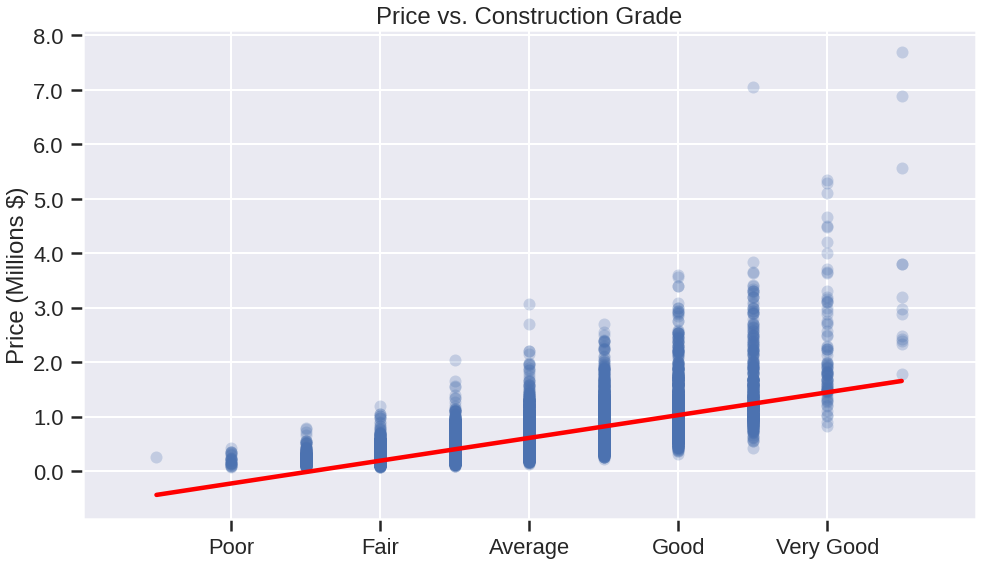 Price vs. Construction Grade
Price (Millions $)
8.0
7.0
6.0
5.0
4.0
3.0
2.0
1.0
0.0
Poor
Fair
Average
Good
Very Good